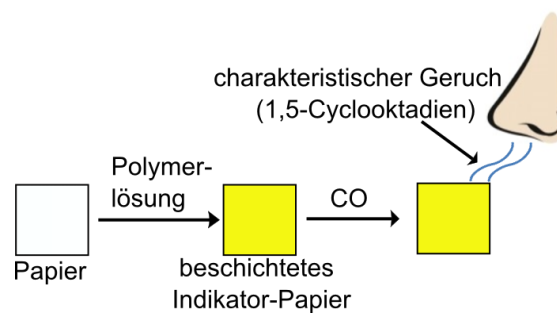 charakteristischer Geruch
(1,5-Cyclooktadien)
Polymer-
lösung
CO
Papier
beschichtetes
Indikator-Papier